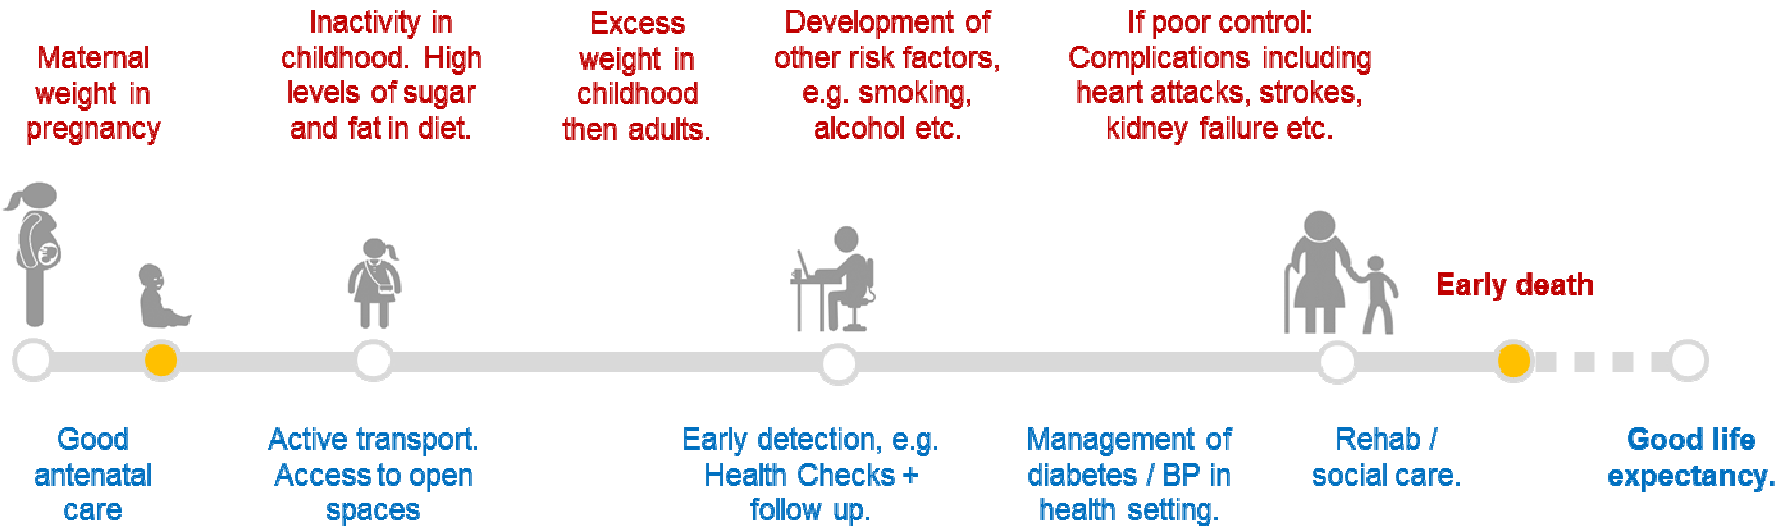 Maternal
weight in
pregnancy
Inactivity in
childhood. High
levels of sugar
and fat in diet.
Excess
weight in
childhood
then adults.
Development of
other risk factors,
e.g. smoking,
alcohol etc.
If poor control:
Complications including
heart attacks, strokes,
kidney failure etc.
Early death
Good
antenatal
care
Active transport.
Access to open
spaces
Early detection, e.g.
Health Checks +
follow up.
Management of
diabetes / BP in
health setting.
Rehab /
social care.
Good life
expectancy.